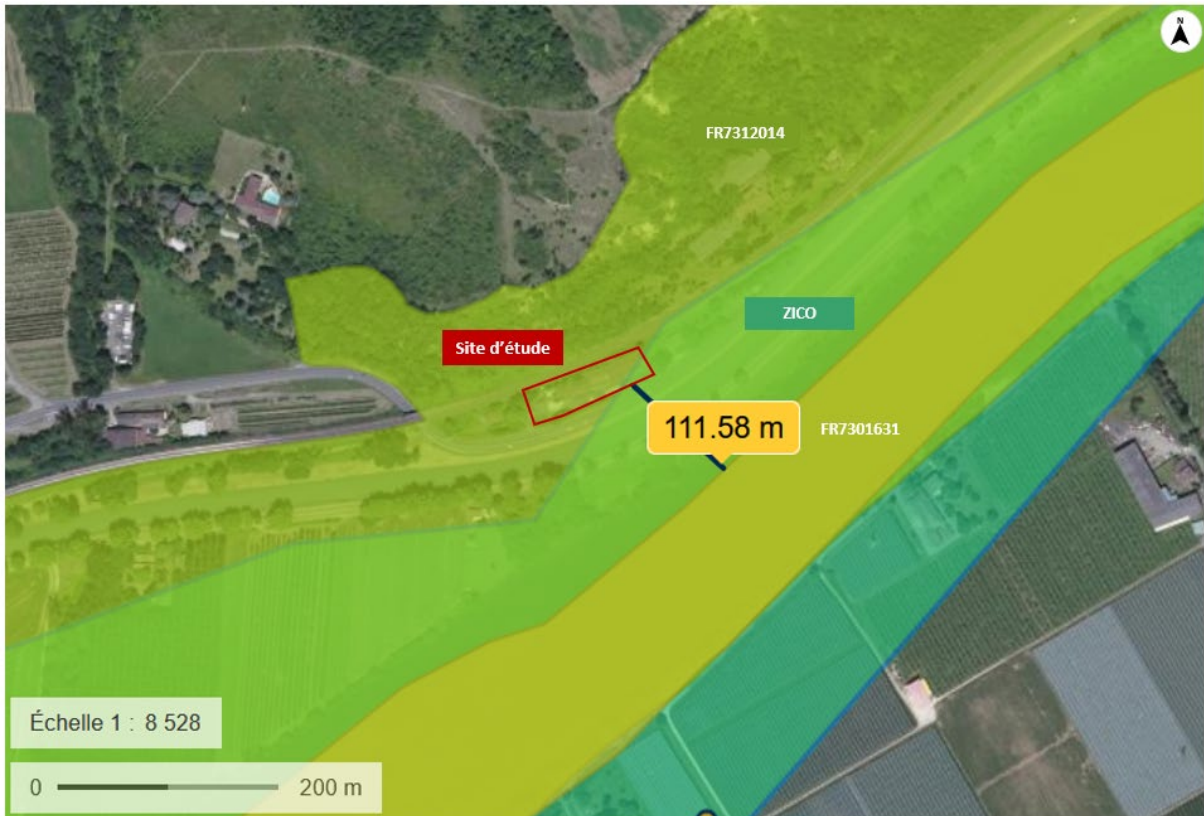 N
FR7312014
ZICO
Site d'étude
111.58 m
FR7301631
Échelle 1 : 8 528
0 200 m